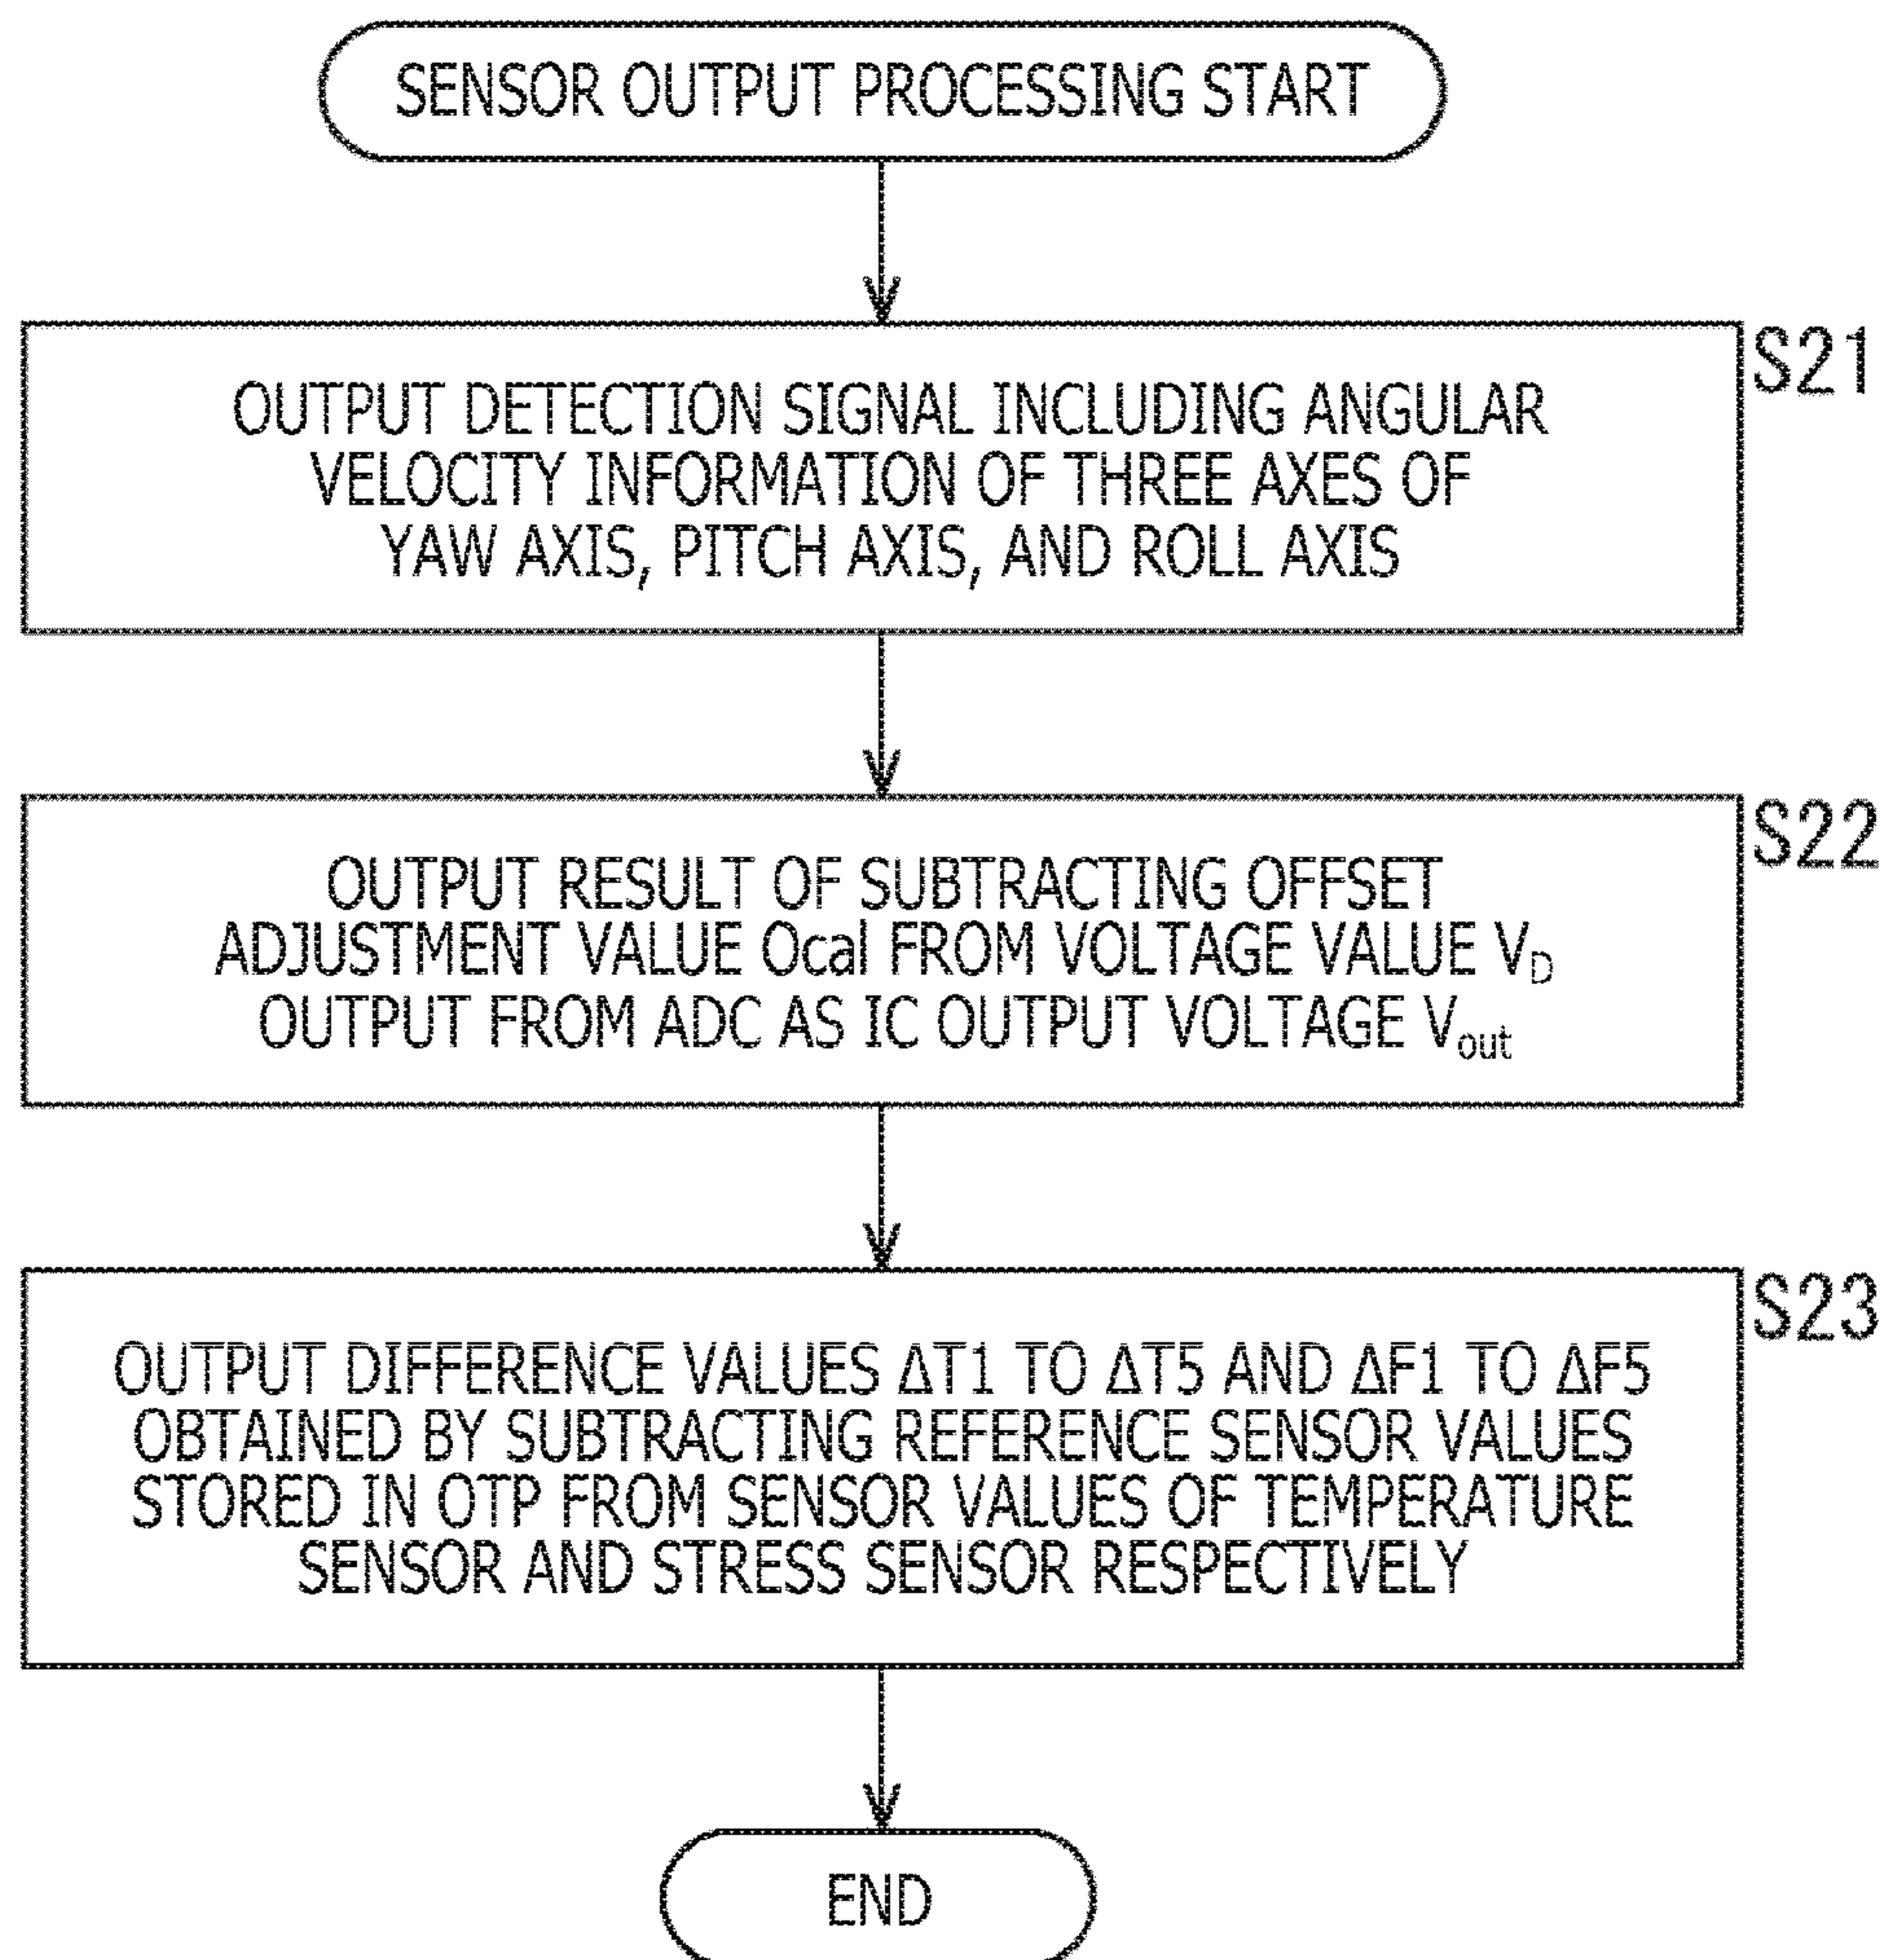 SENSOR OUTPUT PROCESSING START
S21
OUTPUT DETECTION SIGNAL INCLUDING ANGULAR
VELOCITY INFORMATION OF THREE AXES OF
YAW AXIS, PITCH AXIS, AND ROLL AXIS
S22
OUTPUT RESULT OF SUBTRACTING OFFSET
ADJUSTMENT VALUE Ocal FROM VOLTAGE VALUE V_D
OUTPUT FROM ADC AS IC OUTPUT VOLTAGE V_out
S23
OUTPUT DIFFERENCE VALUES ΔT1 TO ΔT5 AND ΔF1 TO ΔF5
OBTAINED BY SUBTRACTING REFERENCE SENSOR VALUES
STORED IN OTP FROM SENSOR VALUES OF TEMPERATURE
SENSOR AND STRESS SENSOR RESPECTIVELY
END